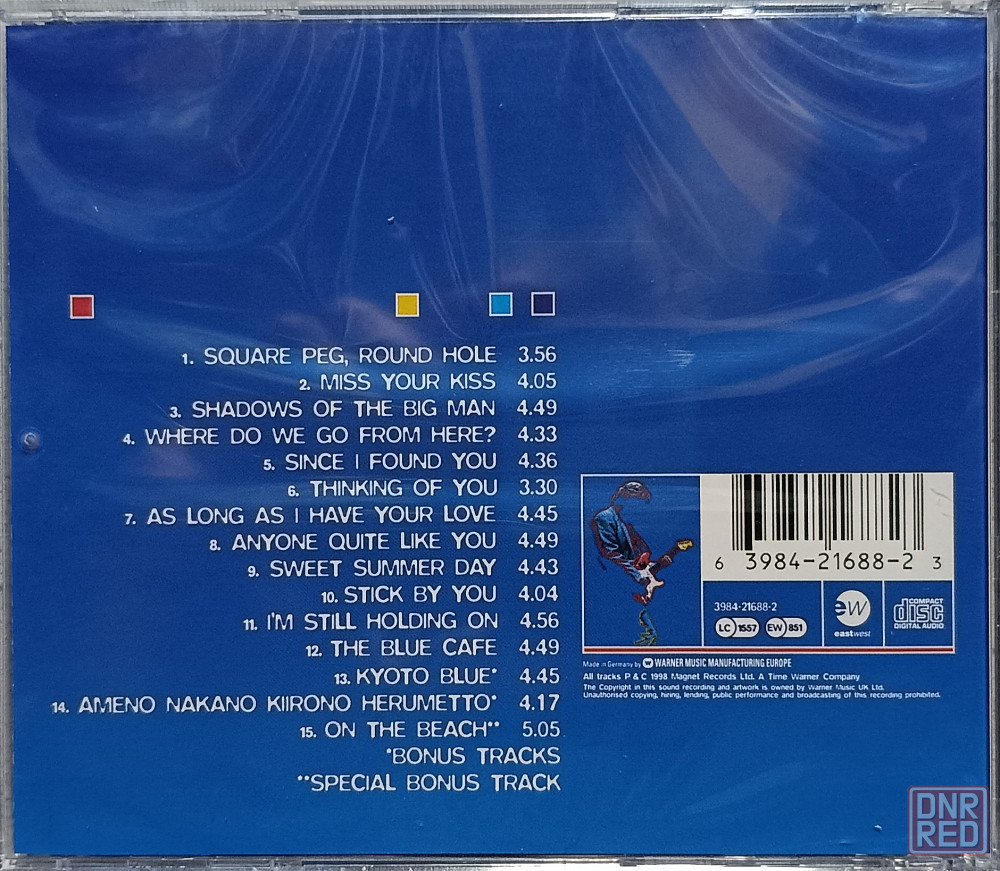 1. SQUARE PEG, ROUND HOLE 3.56
2. MISS YOUR KISS 4.05
3. SHADOWS OF THE BIG MAN 4.49
4. WHERE DO WE GO FROM HERE? 4.33
5. SINCE I FOUND YOU 4.36
6. THINKING OF YOU 3.30
7. AS LONG AS I HAVE YOUR LOVE 4.45
8. ANYONE QUITE LIKE YOU 4.49
9. SWEET SUMMER DAY 4.43
10. STICK BY YOU 4.04
11. I'M STILL HOLDING ON 4.56
12. THE BLUE CAFE 4.49
13. KYOTO BLUE* 4.45
14. AMENO NAKANO KIIRONO HERUMETTO* 4.17
15. ON THE BEACH** 5.05
*BONUS TRACKS
**SPECIAL BONUS TRACK
6 3984-21688-2 3
3984-21688-2
LC 1557 EW 851
ew
eastwest
COMPACT
disc
DIGITAL AUDIO
Made in Germany by WARNER MUSIC MANUFACTURING EUROPE
All tracks P & C 1998 Magnet Records Ltd. A Time Warner Company
The Copyright in this sound recording and artwork is owned by Warner Music UK Ltd.
Unauthorised copying, hiring, lending, public performance and broadcasting of this recording prohibited.
DNR
RED